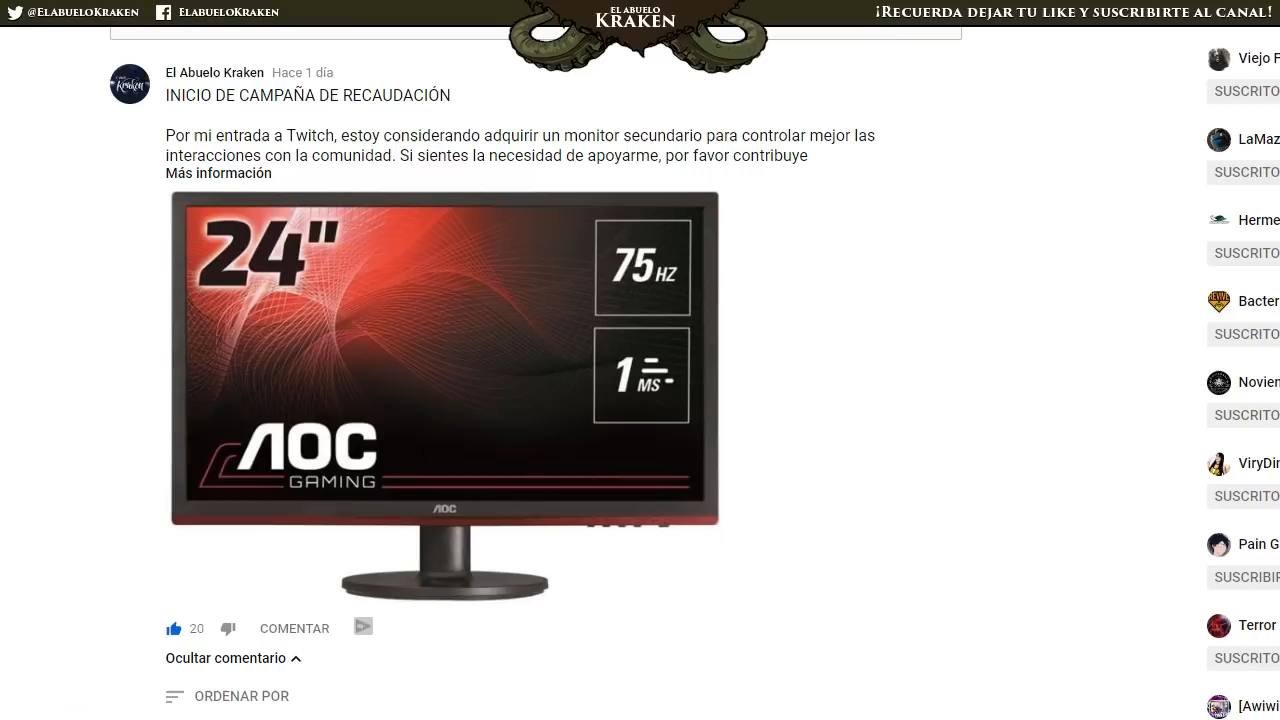 @ElAbueloKraken
ElabueloKraken
EL ABUELO
KRAKEN
¡Recuerda dejar tu like y suscribirte al canal!
El Abuelo Kraken Hace 1 día
INICIO DE CAMPAÑA DE RECAUDACIÓN
Por mi entrada a Twitch, estoy considerando adquirir un monitor secundario para controlar mejor las
interacciones con la comunidad. Si sientes la necesidad de apoyarme, por favor contribuye
Más información
24"
75HZ
1MS
AOC
GAMING
AOC
20
COMENTAR
Ocultar comentario
ORDENAR POR
Viejo F
SUSCRITO
LaMaz
SUSCRITO
Herme
SUSCRITO
Bacter
SUSCRITO
Novien
SUSCRITO
ViryDir
SUSCRITO
Pain G
SUSCRIBIR
Terror
SUSCRITO
[Awiwi